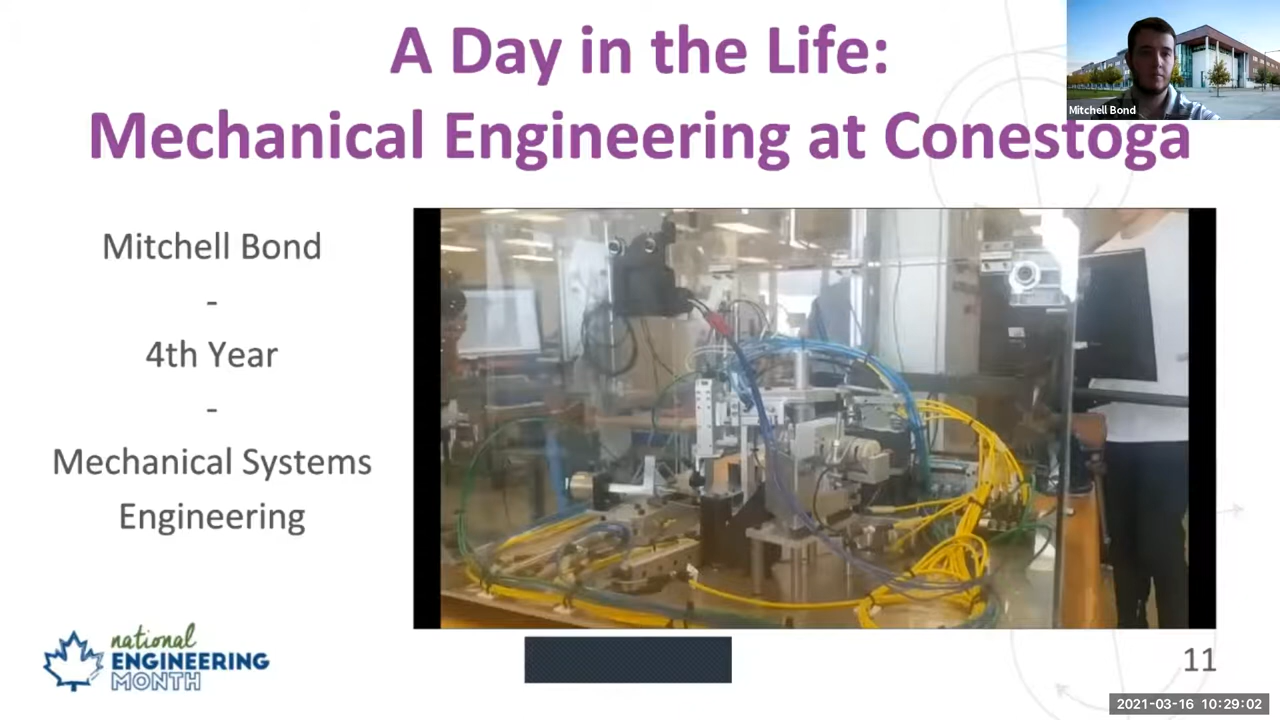 A Day in the Life:
Mechanical Engineering at Conestoga
Mitchell Bond
Mitchell Bond
-
4th Year
-
Mechanical Systems
Engineering
national
ENGINEERING
MONTH
11
2021-03-16 10:29:02